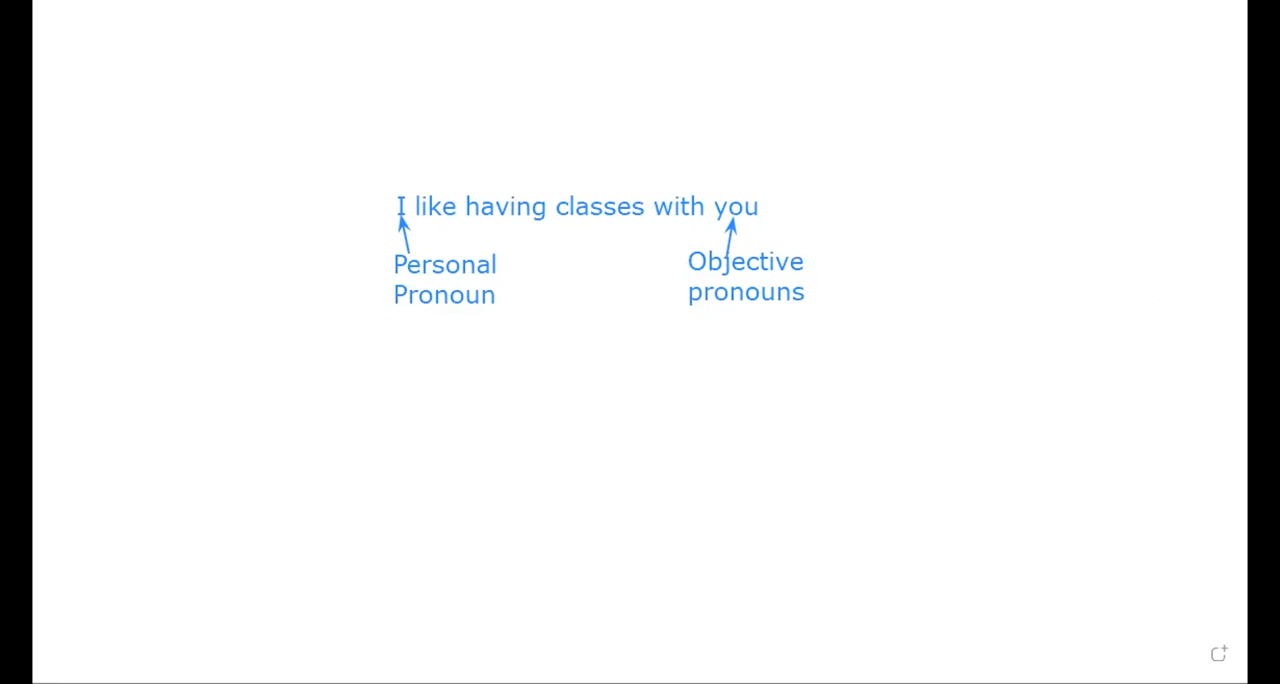 I like having classes with you
Personal
Pronoun
Objective
pronouns